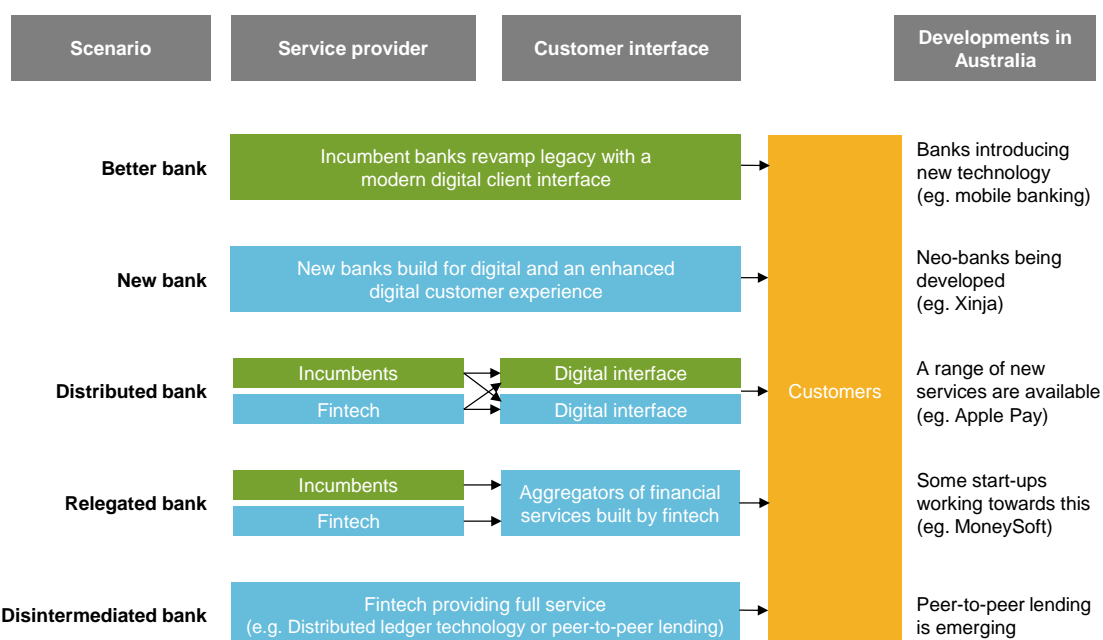 Scenario
Service provider
Customer interface
Developments in
Australia
Better bank
Incumbent banks revamp legacy with a
modern digital client interface
Banks introducing
new technology
(eg. mobile banking)
New bank
New banks build for digital and an enhanced
digital customer experience
Neo-banks being
developed
(eg. Xinja)
Distributed bank
Incumbents
Digital interface
Fintech
Digital interface
Customers
A range of new
services are available
(eg. Apple Pay)
Relegated bank
Incumbents
Fintech
Aggregators of financial
services built by fintech
Some start-ups
working towards this
(eg. MoneySoft)
Disintermediated bank
Fintech providing full service
(e.g. Distributed ledger technology or peer-to-peer lending)
Peer-to-peer lending
is emerging